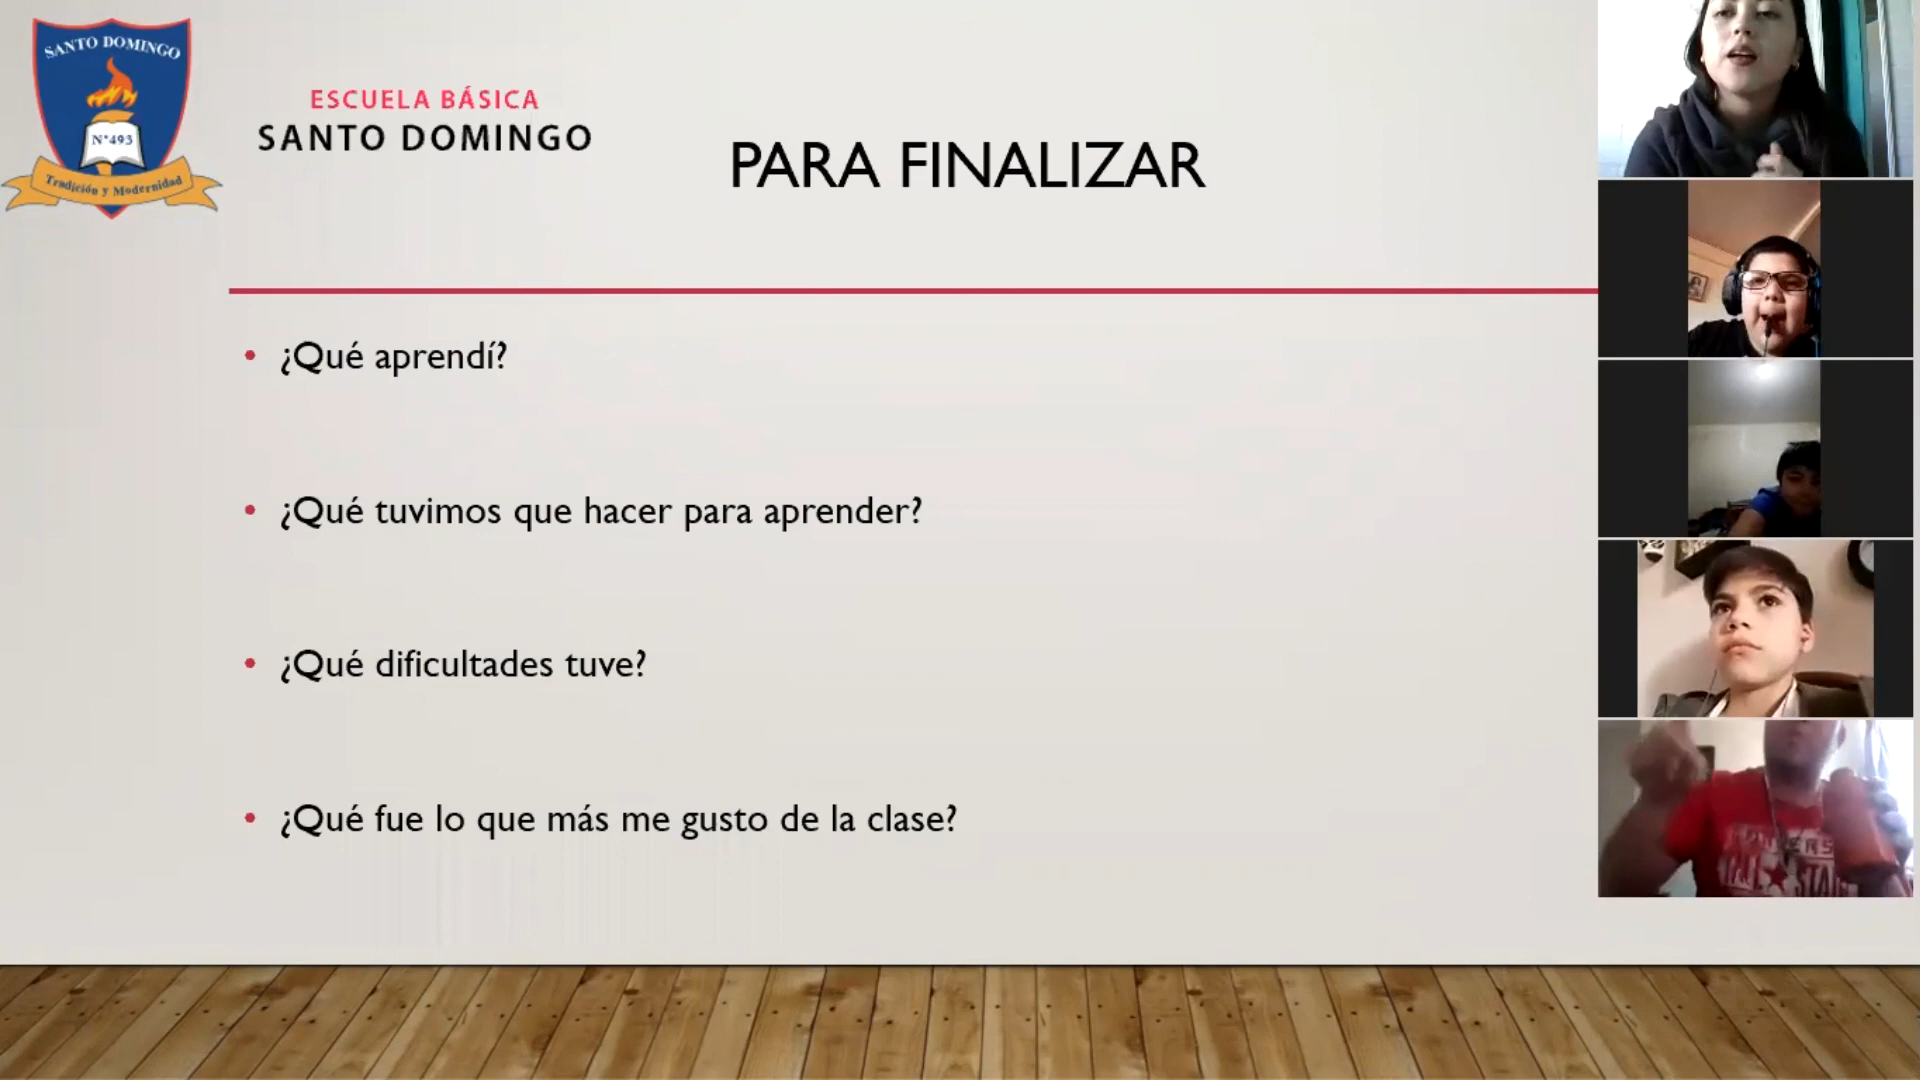 SANTO DOMINGO
N°493
Tradición y Modernidad
ESCUELA BÁSICA
SANTO DOMINGO
PARA FINALIZAR
• ¿Qué aprendí?
• ¿Qué tuvimos que hacer para aprender?
• ¿Qué dificultades tuve?
• ¿Qué fue lo que más me gusto de la clase?